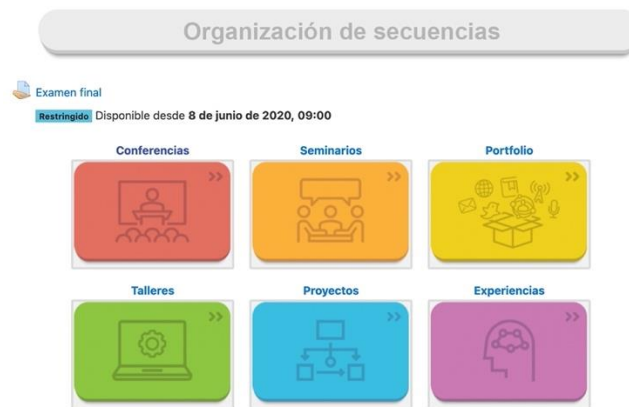 Organización de secuencias
Examen final
Restringido Disponible desde 8 de junio de 2020, 09:00
Conferencias Seminarios Portfolio
Talleres Proyectos Experiencias